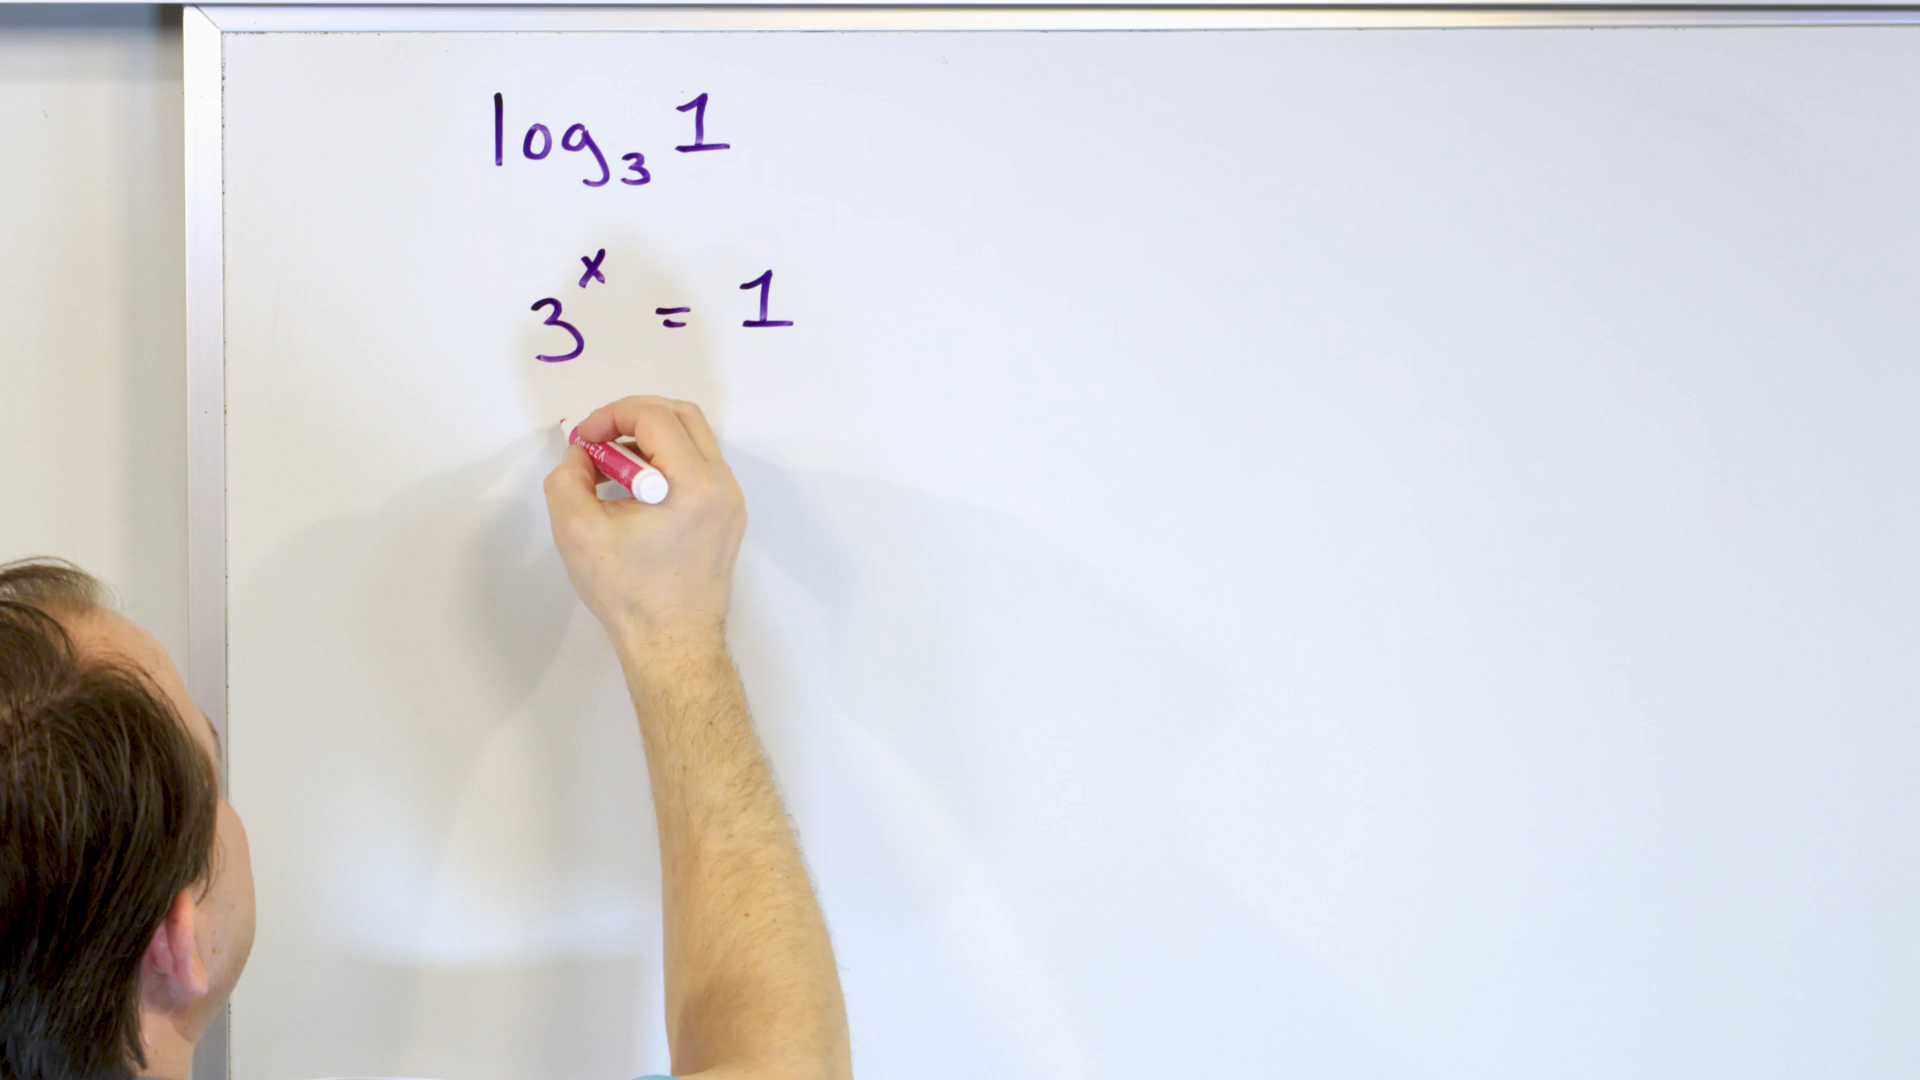 log₃ 1
3ˣ = 1